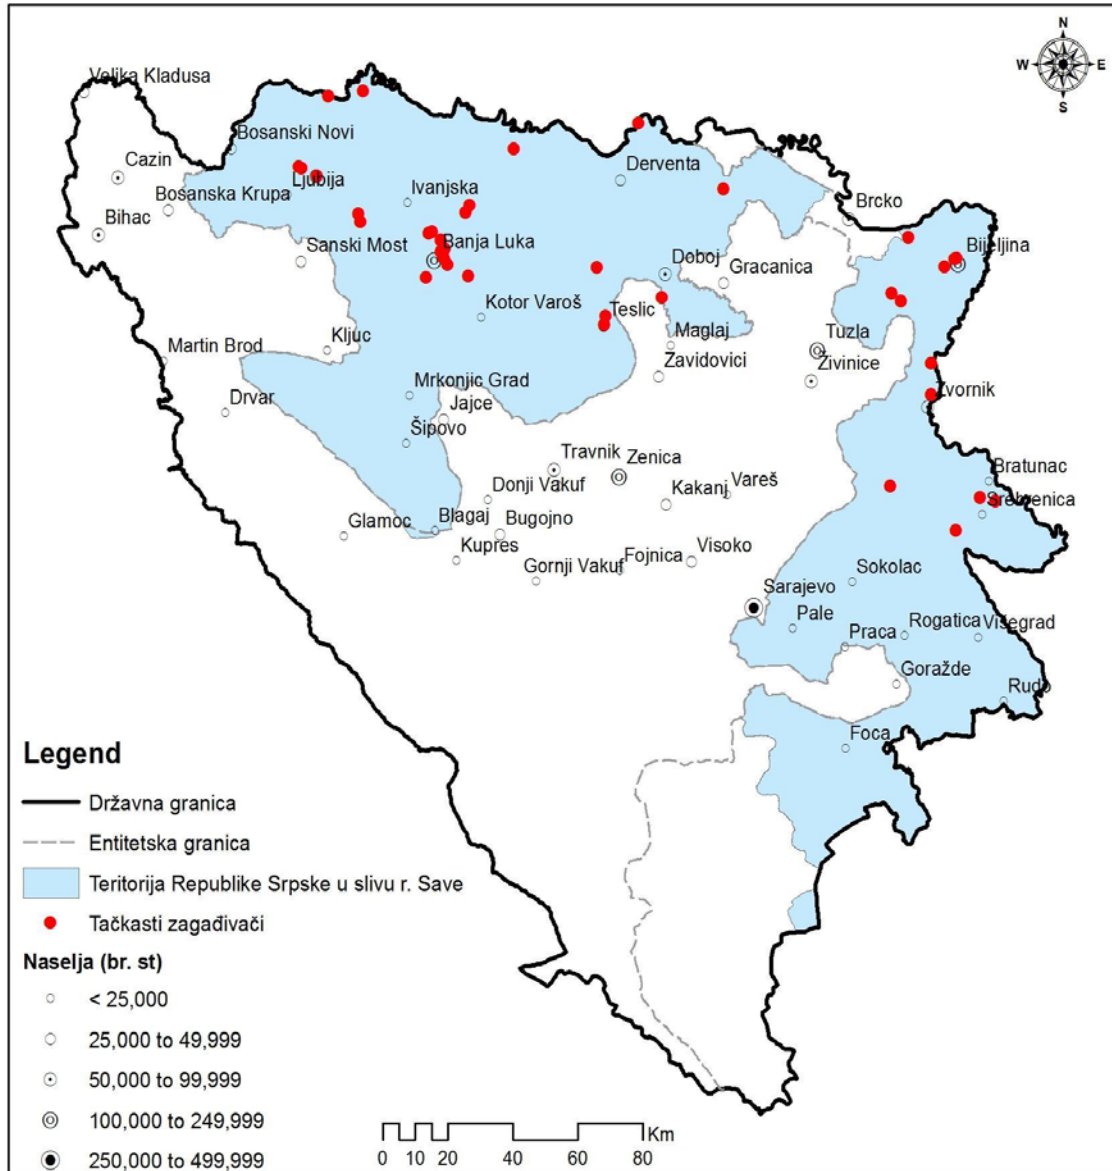 N
W E
S
Velika Kladusa
Bosanski Novi
Cazin
Ljubija
Ivanjska
Derventa
Bosanska Krupa
Brcko
Bihac
Sanski Most
Banja Luka
Doboj
Gracanica
Bijeljina
Kotor Varoš
Teslic
Maglaj
Tuzla
Martin Brod
Kljuc
Zavidovici
Živinice
Drvar
Mrkonjic Grad
Jajce
Zvornik
Šipovo
Travnik
Zenica
Bratunac
Donji Vakuf
Kakanj
Vareš
Srebrenica
Glamoc
Blagaj
Bugojno
Kupres
Gornji Vakuf
Fojnica
Visoko
Sokolac
Sarajevo
Pale
Praca
Rogatica
Višegrad
Goražde
Rudo
Foca
Legend
Državna granica
Entitetska granica
Teritorija Republike Srpske u slivu r. Save
Tačkasti zagađivači
Naselja (br. st)
< 25,000
25,000 to 49,999
50,000 to 99,999
100,000 to 249,999
250,000 to 499,999
Km
0 10 20 40 60 80